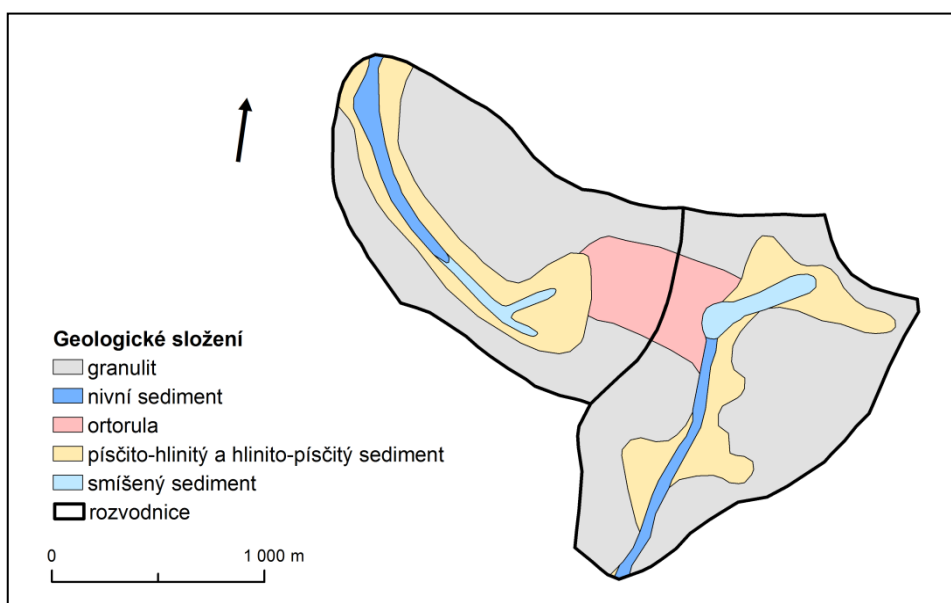 Geologické složení
granulit
nivní sediment
ortorula
písčito-hlinitý a hlinito-písčitý sediment
smíšený sediment
rozvodnice
0 1 000 m